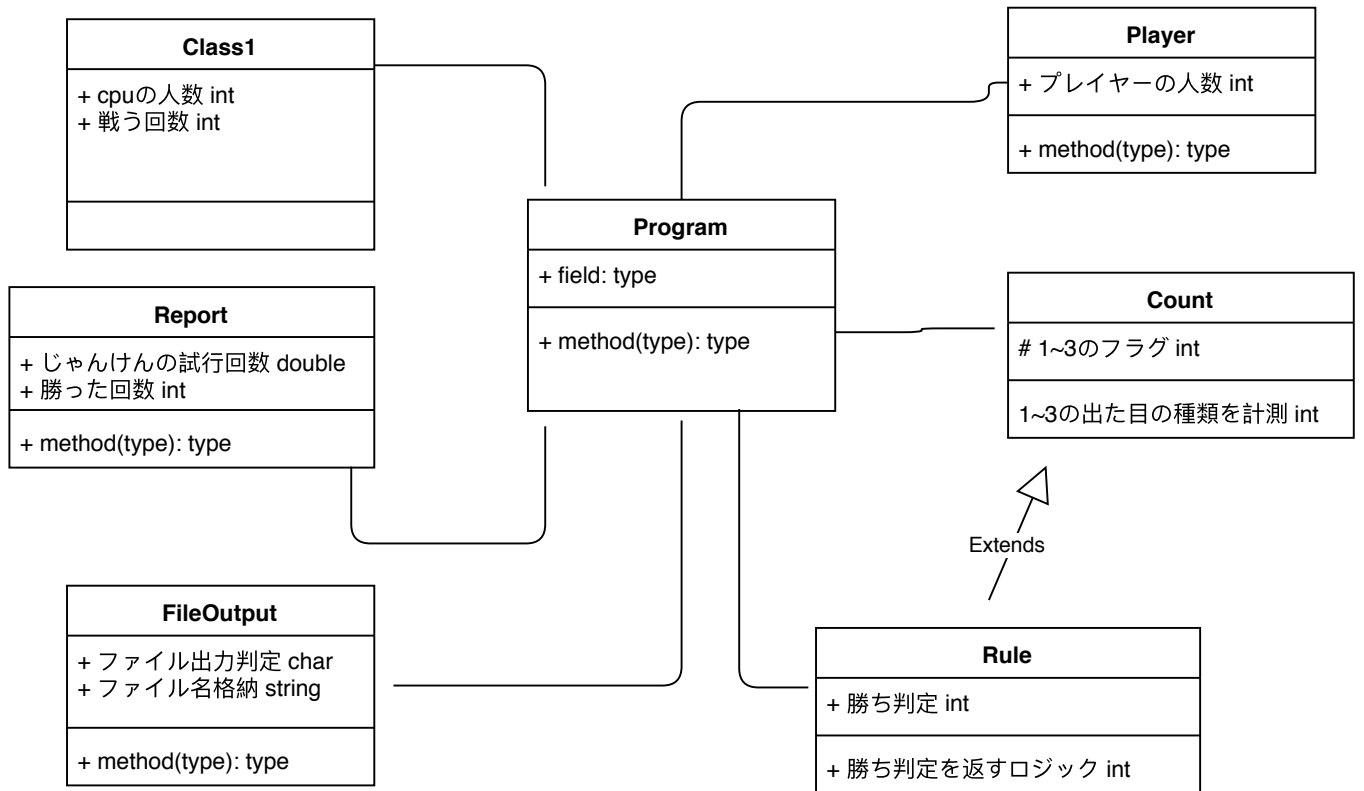 Class1
+ cpuの人数 int
+ 戦う回数 int
Player
+ プレイヤーの人数 int
+ method(type): type
Program
+ field: type
+ method(type): type
Report
+ じゃんけんの試行回数 double
+ 勝った回数 int
+ method(type): type
Count
# 1~3のフラグ int
1~3の出た目の種類を計測 int
Extends
FileOutput
+ ファイル出力判定 char
+ ファイル名格納 string
+ method(type): type
Rule
+ 勝ち判定 int
+ 勝ち判定を返すロジック int